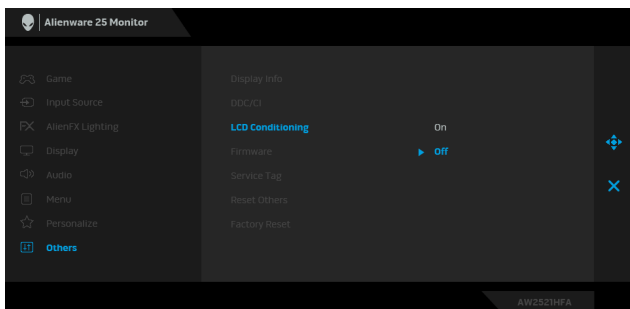 Alienware 25 Monitor
Game
Display Info
Input Source
DDC/CI
AlienFX Lighting
LCD Conditioning On
Display
Firmware Off
Audio
Service Tag
Menu
Reset Others
Personalize
Factory Reset
Others
AW2521HFA